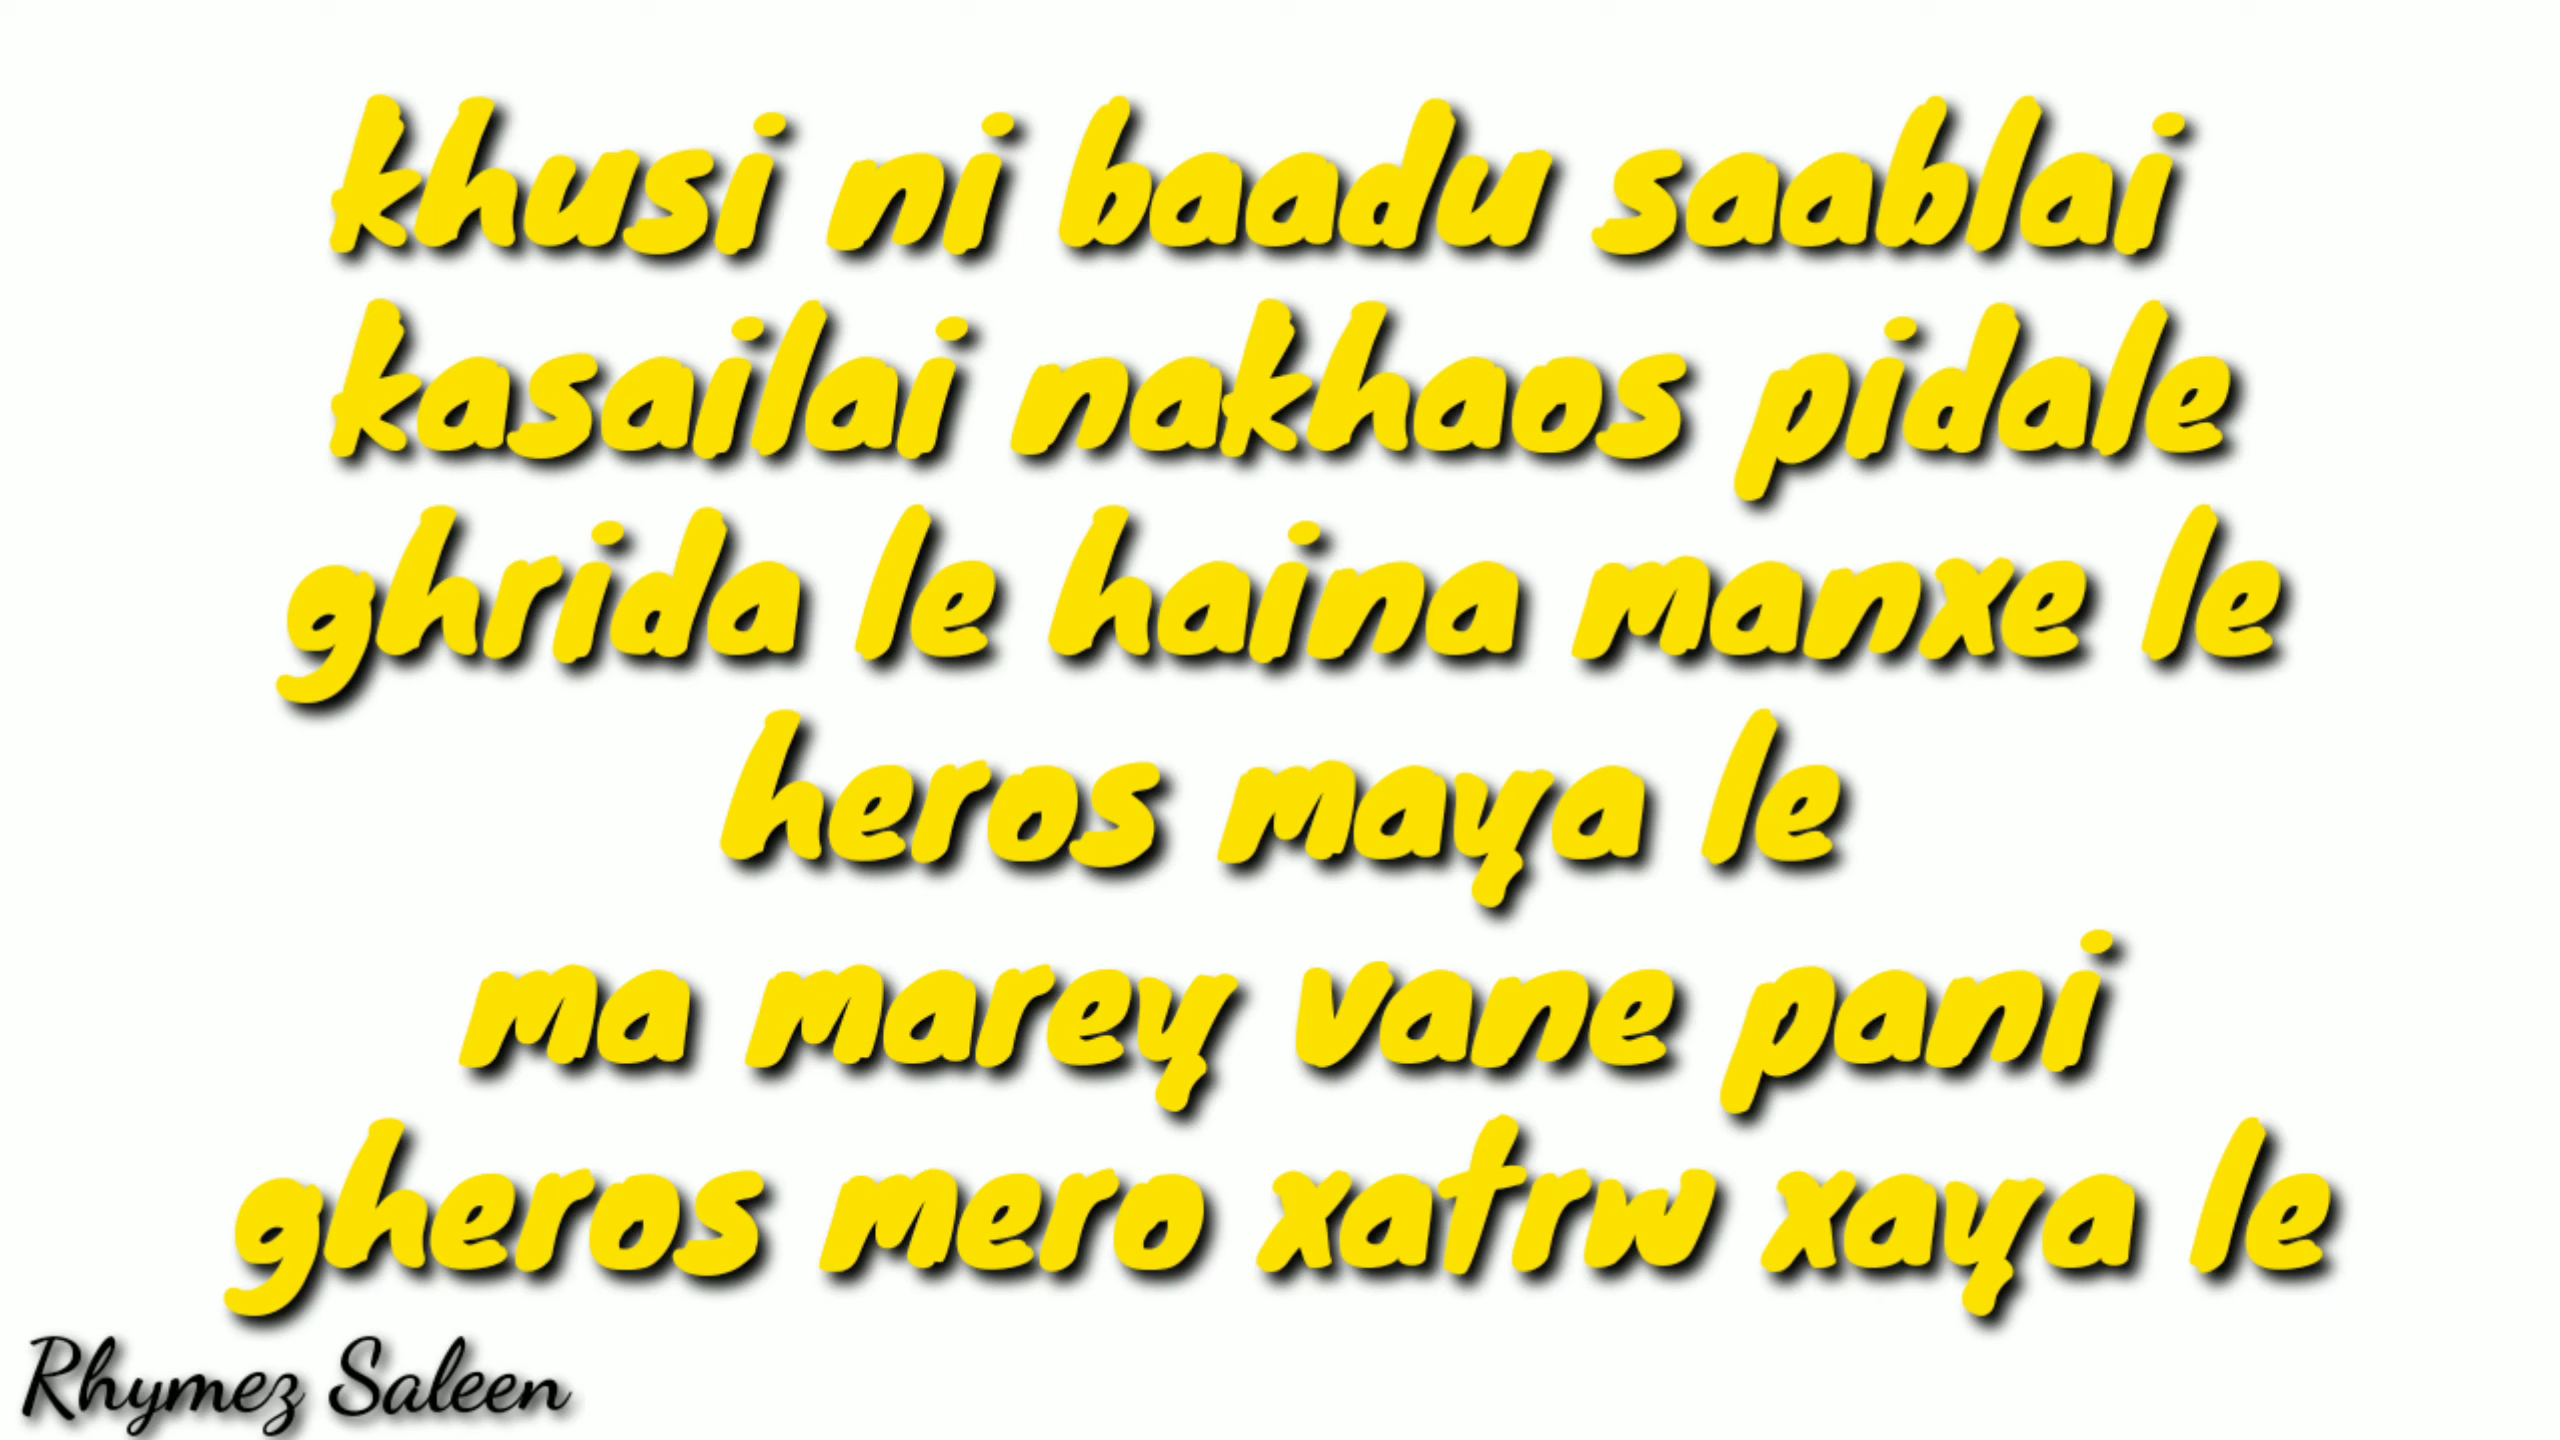 khusi ni baadu saablai
kasailai nakhaos pidale
ghrida le haina manxe le
heros maya le
ma marey vane pani
gheros mero xatrw xaya le
Rhymez Saleen